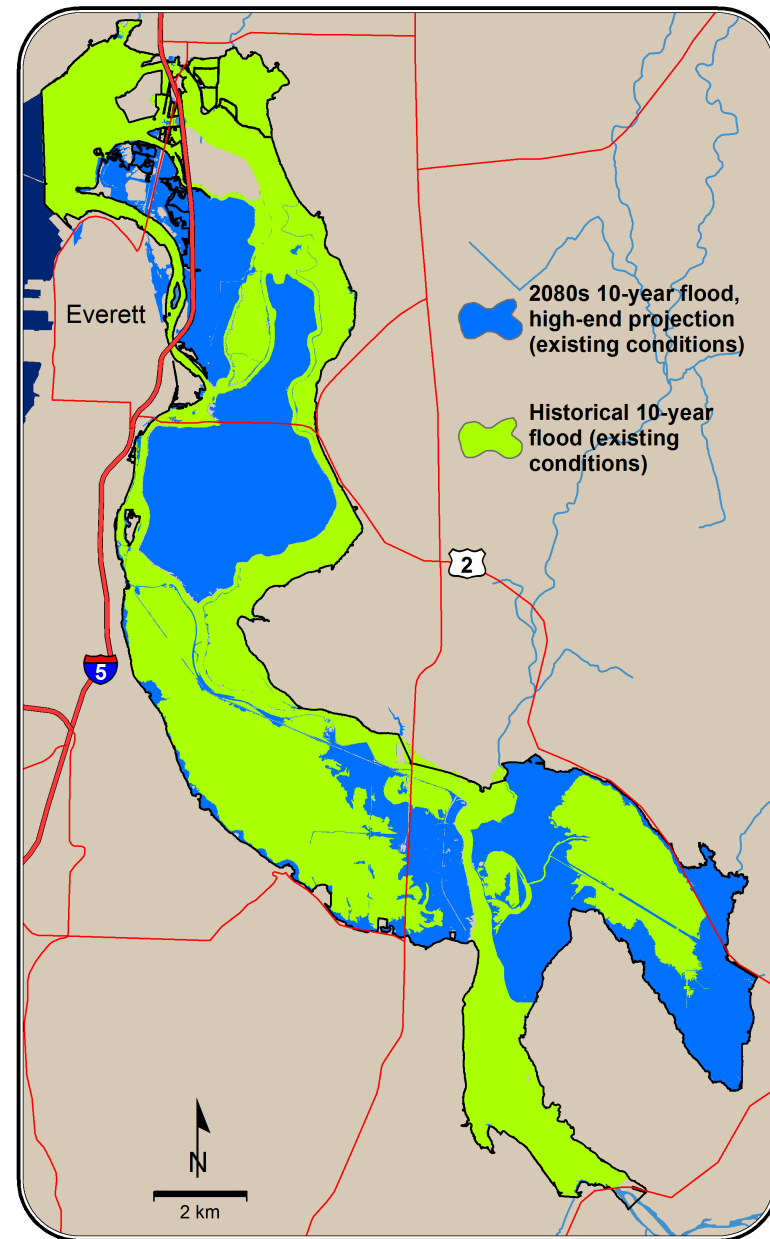 Everett
2080s 10-year flood,
high-end projection
(existing conditions)
Historical 10-year
flood (existing
conditions)
2
5
N
2 km